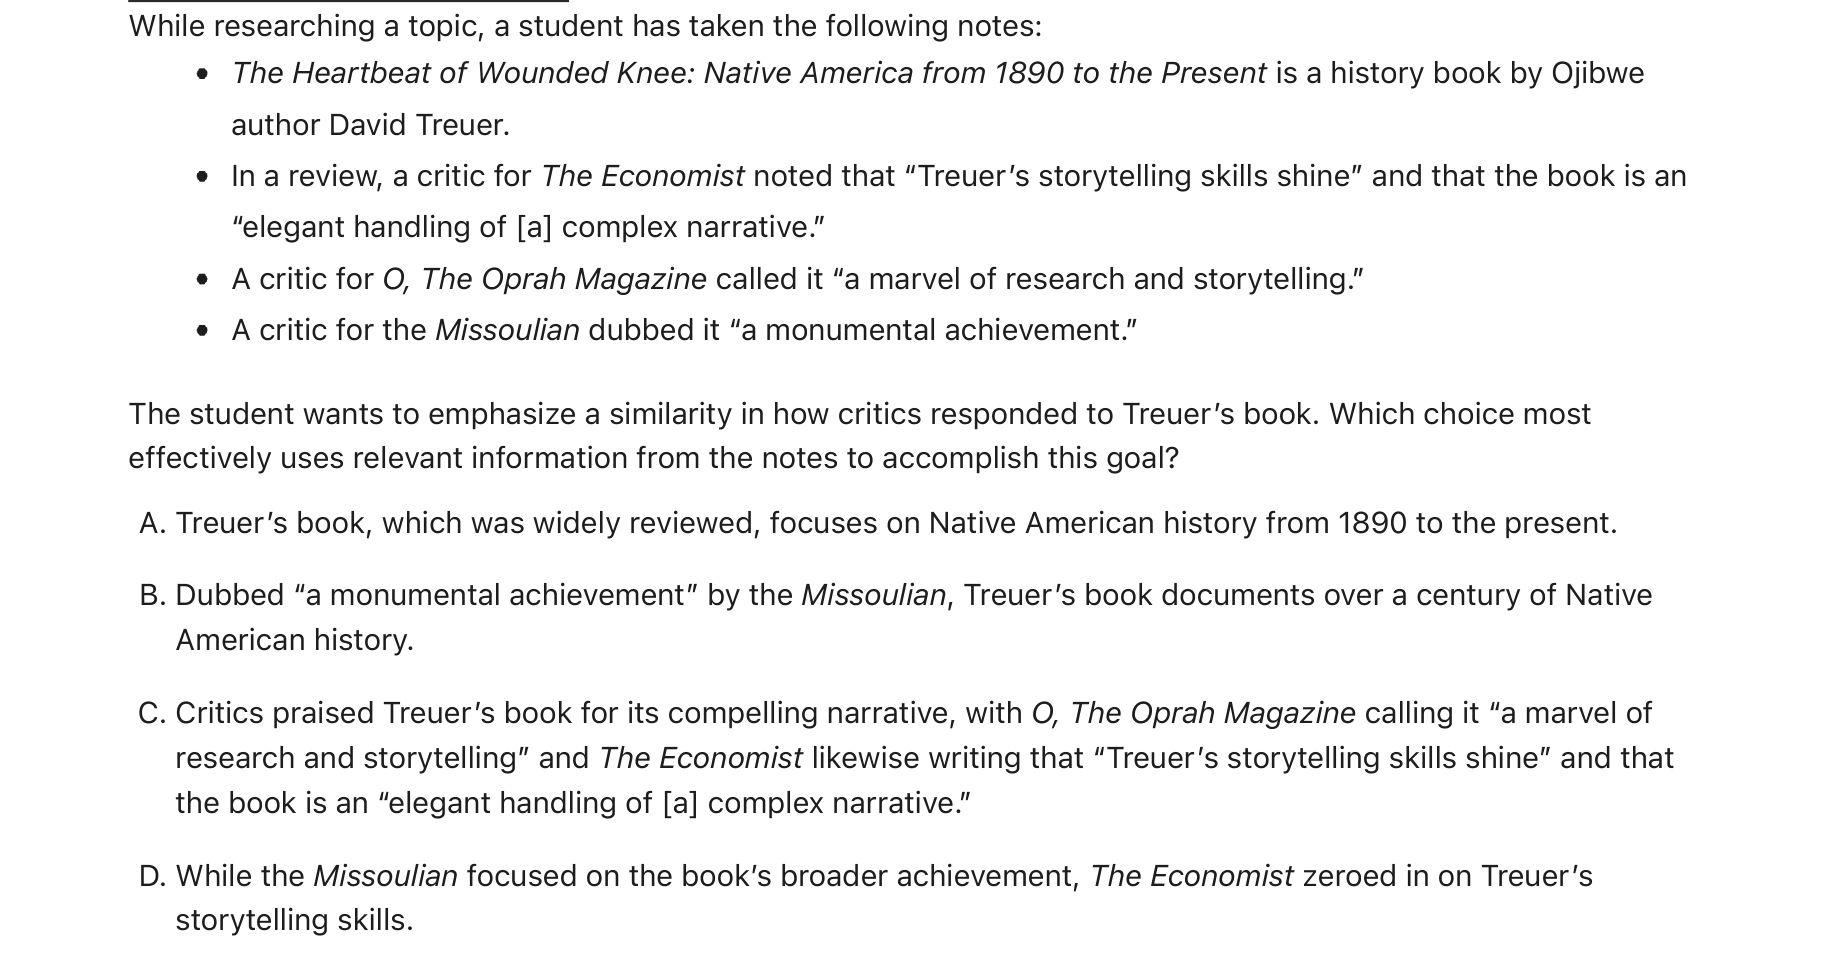 While researching a topic, a student has taken the following notes:
• The Heartbeat of Wounded Knee: Native America from 1890 to the Present is a history book by Ojibwe
author David Treuer.
• In a review, a critic for The Economist noted that “Treuer’s storytelling skills shine” and that the book is an
“elegant handling of [a] complex narrative.”
• A critic for O, The Oprah Magazine called it “a marvel of research and storytelling.”
• A critic for the Missoulian dubbed it “a monumental achievement.”
The student wants to emphasize a similarity in how critics responded to Treuer’s book. Which choice most
effectively uses relevant information from the notes to accomplish this goal?
A. Treuer’s book, which was widely reviewed, focuses on Native American history from 1890 to the present.
B. Dubbed “a monumental achievement” by the Missoulian, Treuer’s book documents over a century of Native
American history.
C. Critics praised Treuer’s book for its compelling narrative, with O, The Oprah Magazine calling it “a marvel of
research and storytelling” and The Economist likewise writing that “Treuer’s storytelling skills shine” and that
the book is an “elegant handling of [a] complex narrative.”
D. While the Missoulian focused on the book’s broader achievement, The Economist zeroed in on Treuer’s
storytelling skills.